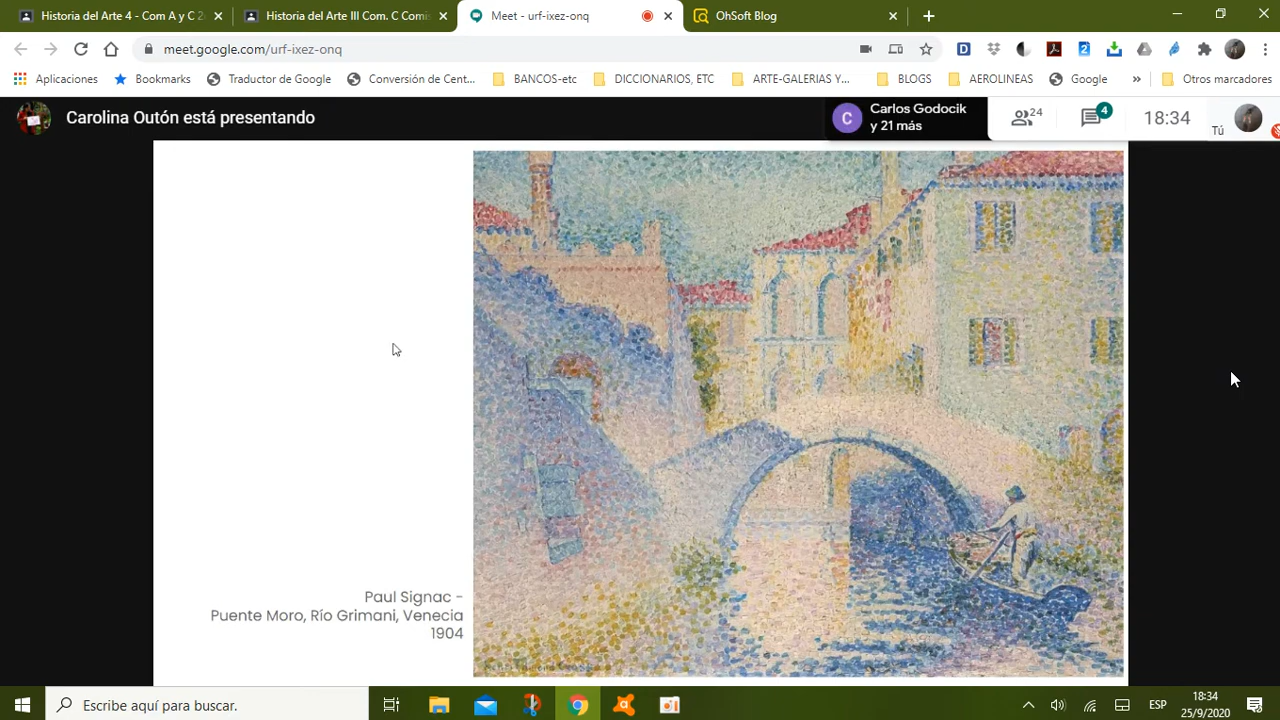 Historia del Arte 4 - Com A y C 2
Historia del Arte III Com. C Comis
Meet - urf-ixez-onq
OhSoft Blog
meet.google.com/urf-ixez-onq
Aplicaciones
Bookmarks
Traductor de Google
Conversión de Cent...
BANCOS-etc
DICCIONARIOS, ETC
ARTE-GALERIAS Y...
BLOGS
AEROLINEAS
Google
»
Otros marcadores
Carolina Outón está presentando
C
Carlos Godocik
y 21 más
24
4
18:34
Tú
Paul Signac -
Puente Moro, Río Grimani, Venecia
1904
Escribe aquí para buscar.
ESP
18:34
25/9/2020